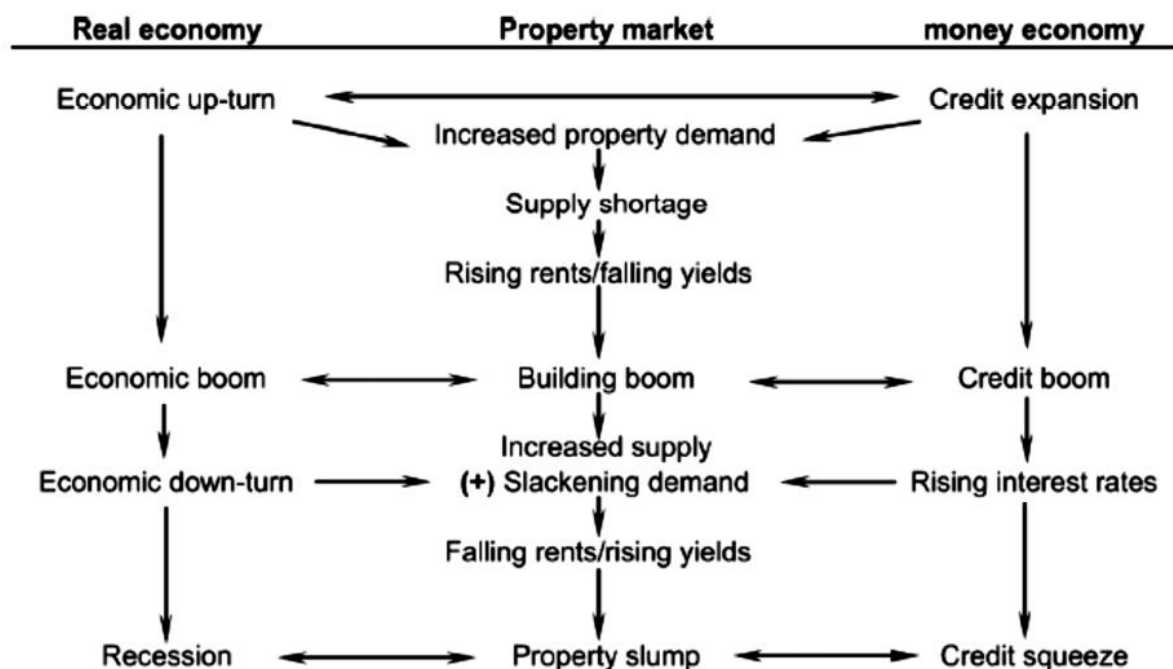 Real economy Property market money economy
Economic up-turn Credit expansion
Increased property demand
Supply shortage
Rising rents/falling yields
Economic boom Building boom Credit boom
Increased supply
Economic down-turn (+) Slackening demand Rising interest rates
Falling rents/rising yields
Recession Property slump Credit squeeze